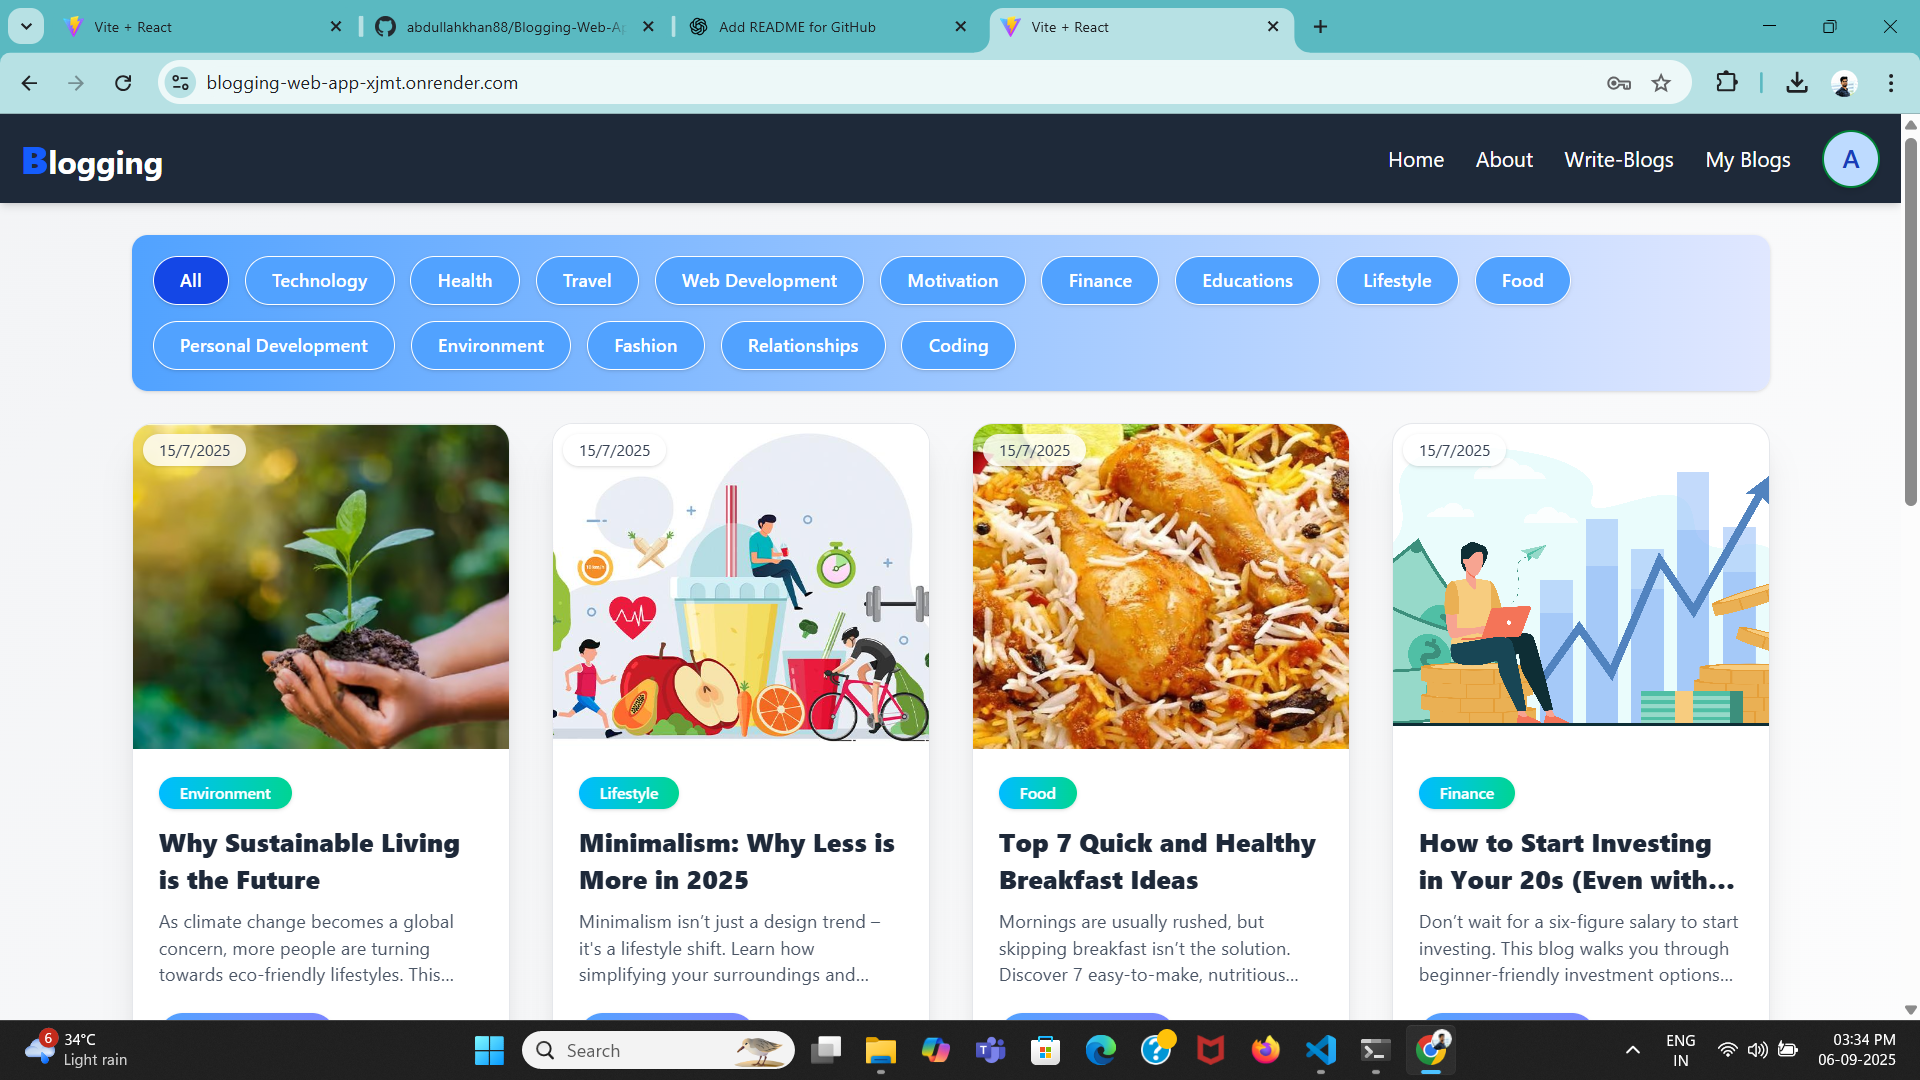 Vite + React
abdullahkhan88/Blogging-Web-Ap
Add README for GitHub
Vite + React
blogging-web-app-xjmt.onrender.com
Blogging
Home
About
Write-Blogs
My Blogs
A
All
Technology
Health
Travel
Web Development
Motivation
Finance
Educations
Lifestyle
Food
Personal Development
Environment
Fashion
Relationships
Coding
15/7/2025
15/7/2025
15/7/2025
15/7/2025
Environment
Why Sustainable Living
is the Future
As climate change becomes a global
concern, more people are turning
towards eco-friendly lifestyles. This...
Lifestyle
Minimalism: Why Less is
More in 2025
Minimalism isn’t just a design trend –
it's a lifestyle shift. Learn how
simplifying your surroundings and...
Food
Top 7 Quick and Healthy
Breakfast Ideas
Mornings are usually rushed, but
skipping breakfast isn’t the solution.
Discover 7 easy-to-make, nutritious...
Finance
How to Start Investing
in Your 20s (Even with...
Don’t wait for a six-figure salary to start
investing. This blog walks you through
beginner-friendly investment options...
6
34°C
Light rain
Search
ENG
IN
03:34 PM
06-09-2025